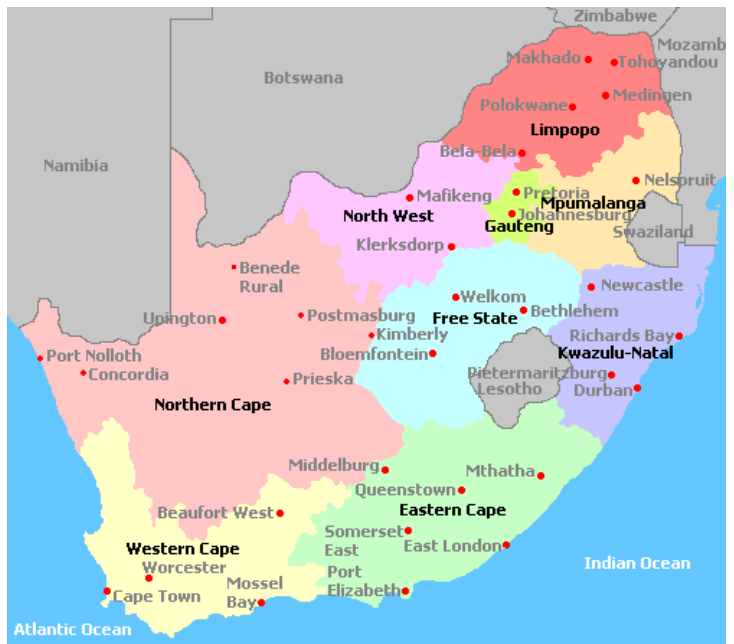 Zimbabwe
Mozamb
Makhado
Tohoyandou
Botswana
Medingen
Polokwane
Limpopo
Bela-Bela
Namibia
Nelspruit
Pretoria
Mafikeng
Mpumalanga
North West
Johannesburg
Gauteng
Swaziland
Klerksdorp
Benede
Rural
Newcastle
Welkom
Bethlehem
Upington
Postmasburg
Free State
Kimberly
Richards Bay
Bloemfontein
Kwazulu-Natal
Port Nolloth
Concordia
Prieska
Pietermaritzburg
Lesotho
Durban
Northern Cape
Middelburg
Mthatha
Queenstown
Beaufort West
Eastern Cape
Somerset
East
East London
Western Cape
Worcester
Indian Ocean
Port
Elizabeth
Mossel
Bay
Cape Town
Atlantic Ocean